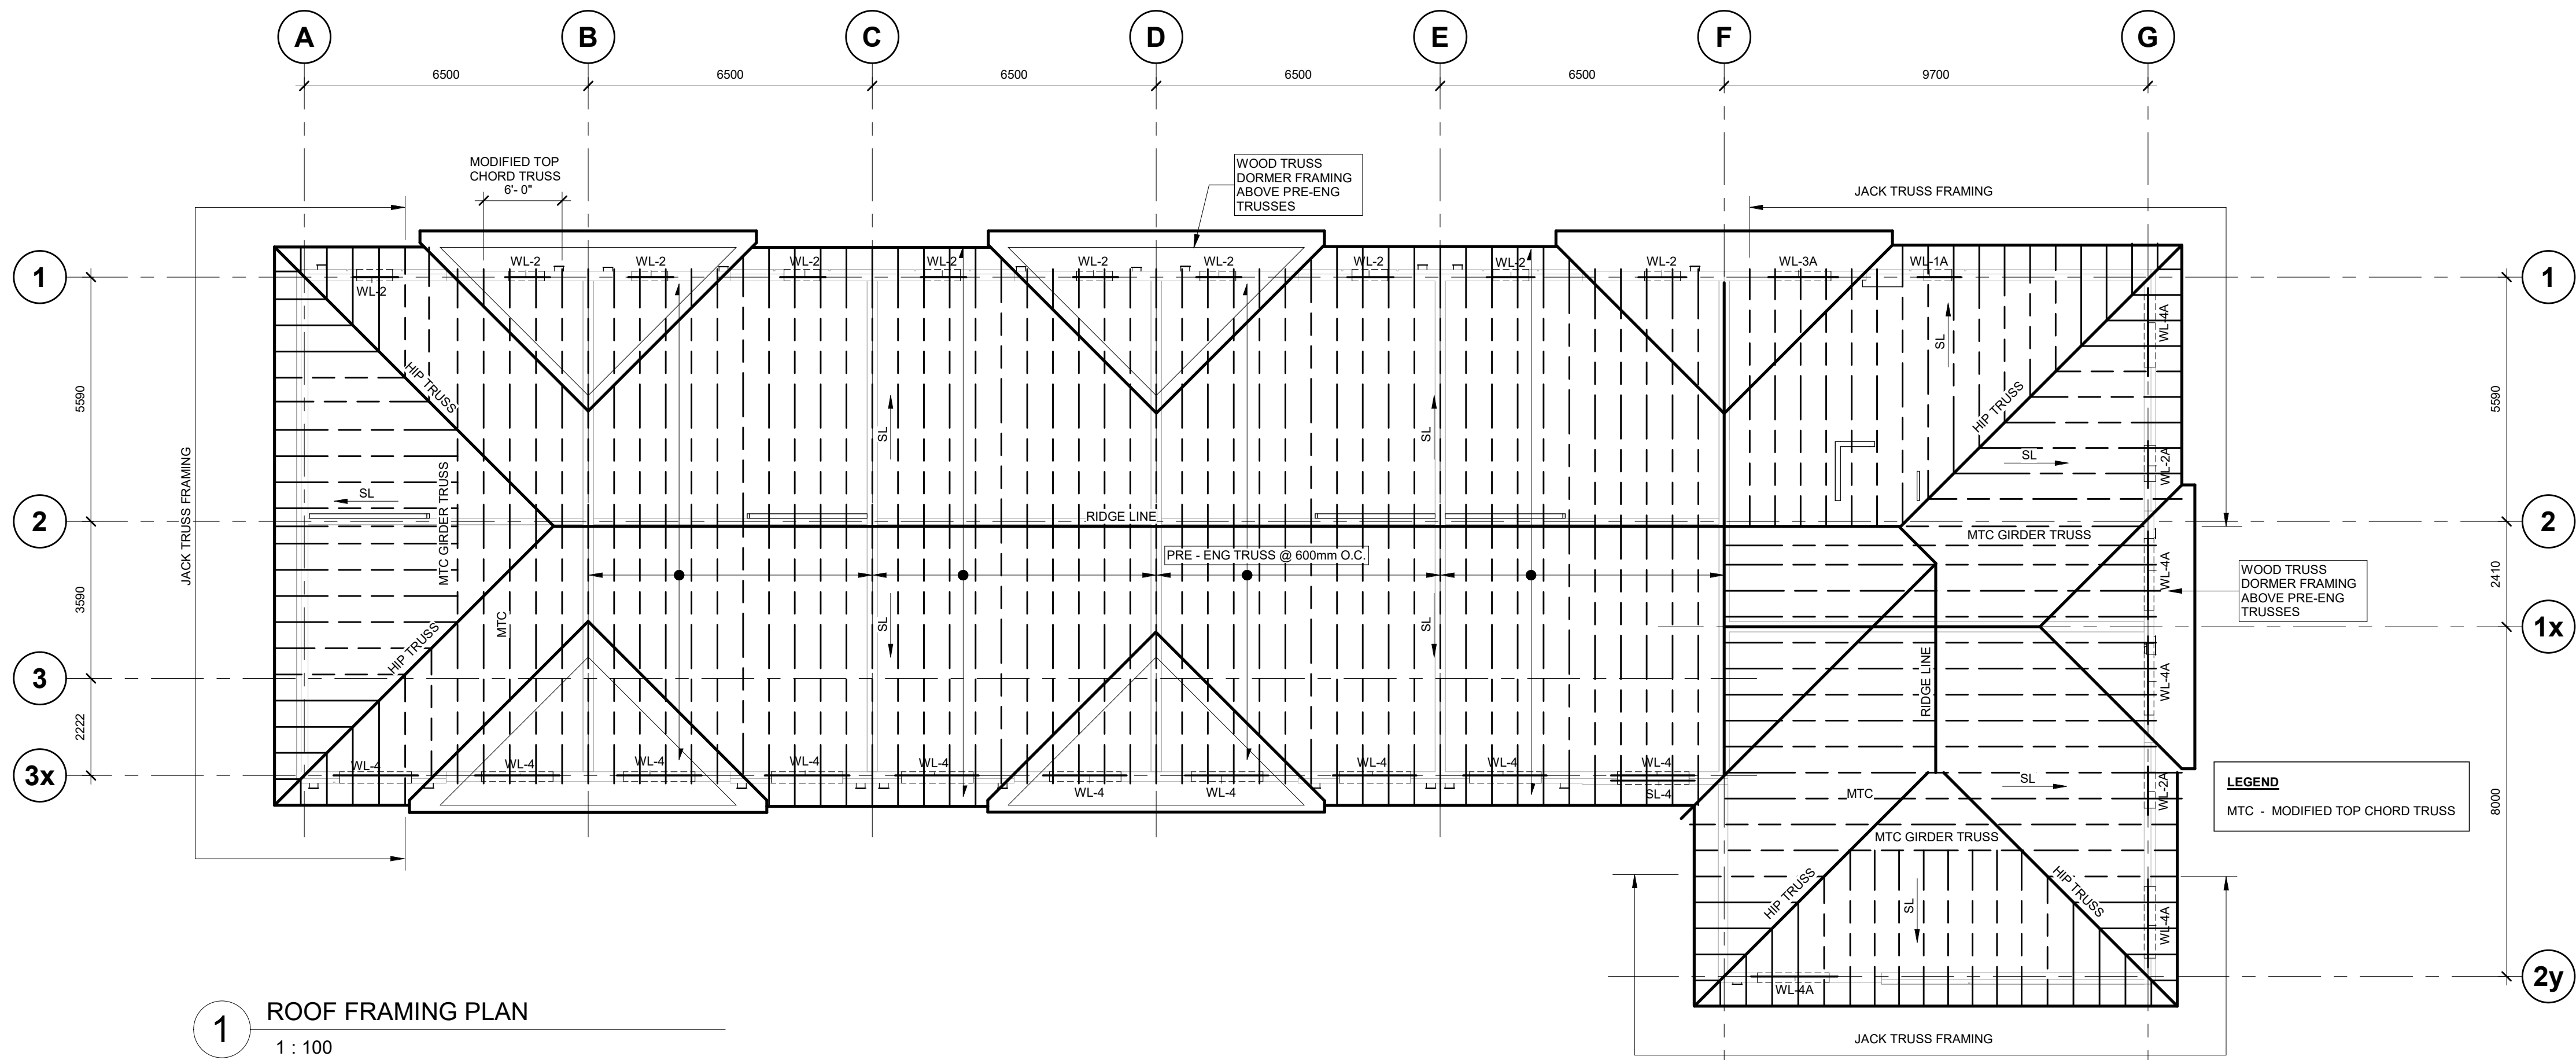 A
B
C
D
E
F
G
6500
6500
6500
6500
6500
9700
MODIFIED TOP
CHORD TRUSS
6'- 0"
WOOD TRUSS
DORMER FRAMING
ABOVE PRE-ENG
TRUSSES
JACK TRUSS FRAMING
1
WL-2
WL-2
WL-2
WL-2
WL-2
WL-2
WL-2
WL-2
WL-2
WL-2
WL-3A
WL-1A
1
WL-2
WL-4A
SL
5590
HIP TRUSS
SL
SL
HIP TRUSS
5590
JACK TRUSS FRAMING
MTC GIRDER TRUSS
SL
SL
WL-2A
2
RIDGE LINE
2
MTC GIRDER TRUSS
PRE - ENG TRUSS @ 600mm O.C.
WL-4A
WOOD TRUSS
DORMER FRAMING
ABOVE PRE-ENG
TRUSSES
3590
2410
MTC
SL
SL
HIP TRUSS
1x
3
RIDGE LINE
WL-4A
2222
3x
WL-4
WL-4
WL-4
WL-4
WL-4
WL-4
WL-4
WL-4
WL-4
WL-4
SL-4
MTC
SL
WL-2A
LEGEND
MTC - MODIFIED TOP CHORD TRUSS
8000
MTC GIRDER TRUSS
HIP TRUSS
SL
HIP TRUSS
WL-4A
WL-4A
2y
1
ROOF FRAMING PLAN
1 : 100
JACK TRUSS FRAMING